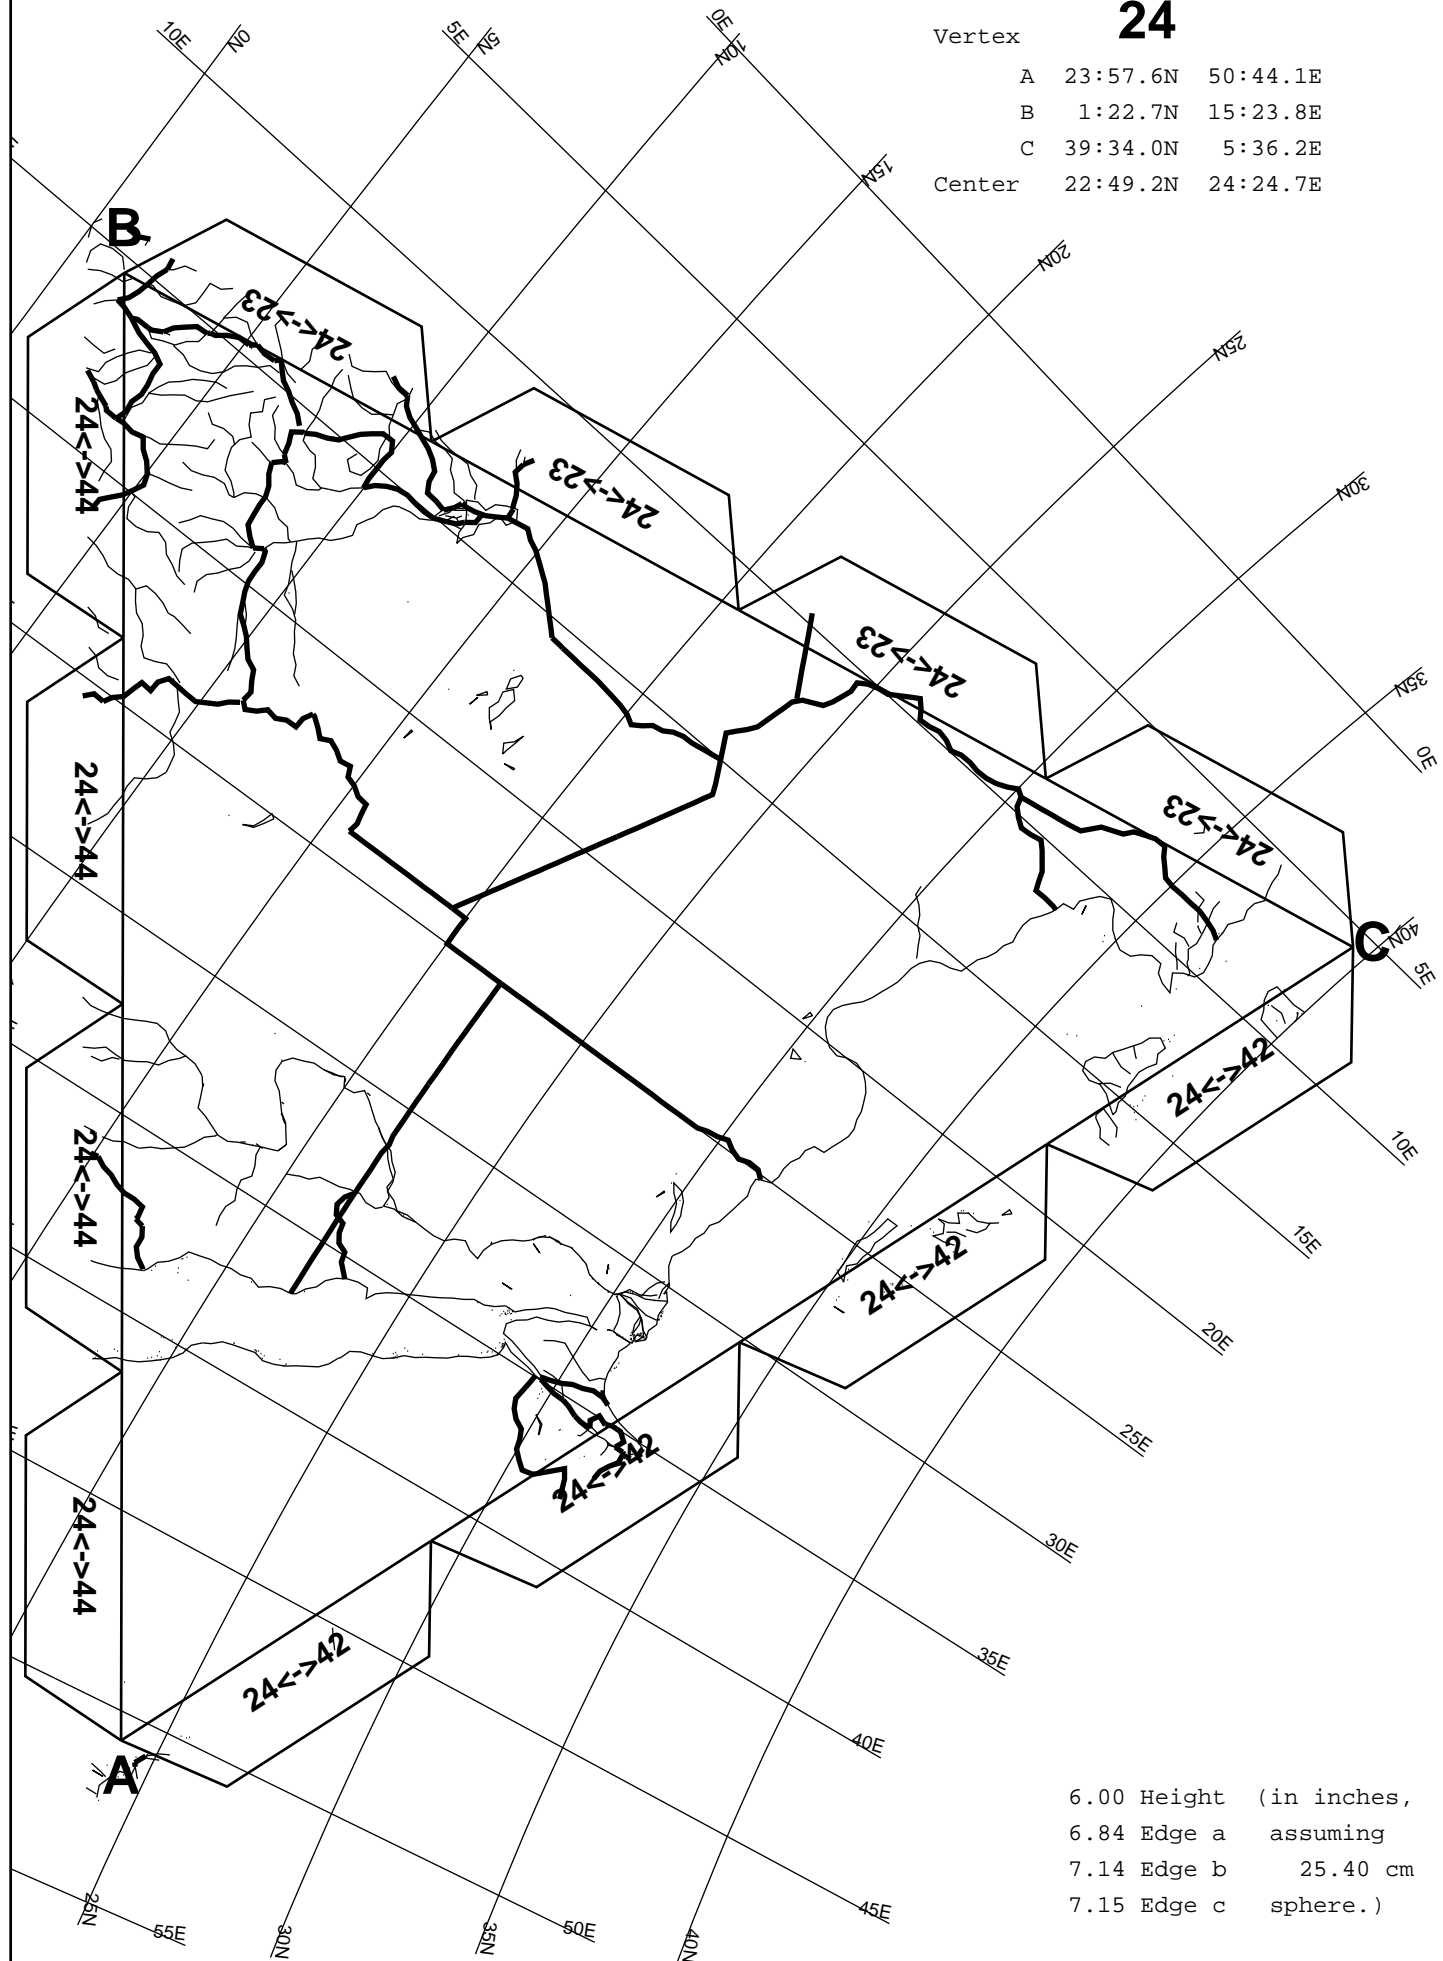 24
Vertex
A 23:57.6N 50:44.1E
B 1:22.7N 15:23.8E
C 39:34.0N 5:36.2E
Center 22:49.2N 24:24.7E
10E
0N
5E
5N
0E
10N
15N
20N
25N
30N
35N
0E
40N
5E
10E
15E
20E
25E
30E
35E
40E
45E
50E
55E
25N
30N
35N
40N
B
C
A
24<->23
24<->23
24<->23
24<->23
24<->44
24<->44
24<->44
24<->44
24<->42
24<->42
24<->42
24<->42
6.00 Height (in inches,
6.84 Edge a assuming
7.14 Edge b 25.40 cm
7.15 Edge c sphere.)